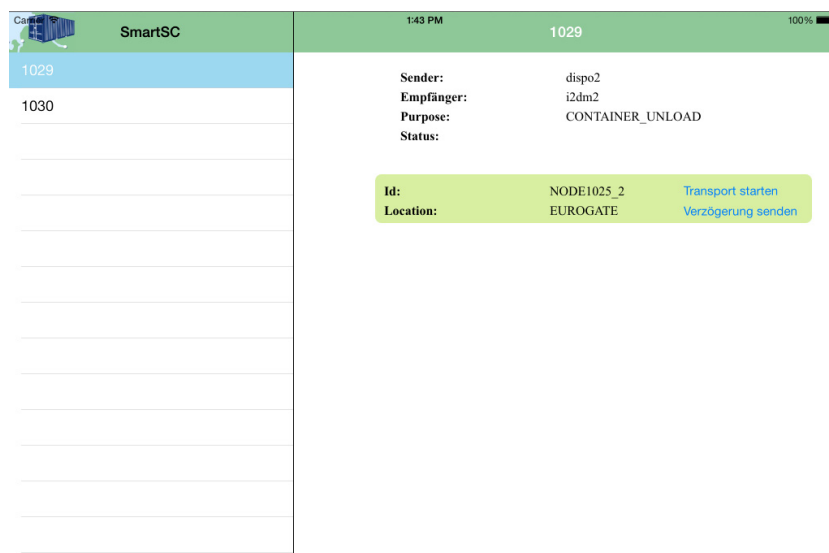 SmartSC
1029
1030
1:43 PM
100%
1029
Sender: dispo2
Empfänger: i2dm2
Purpose: CONTAINER_UNLOAD
Status:
Id: NODE1025_2 Transport starten
Location: EUROGATE Verzögerung senden